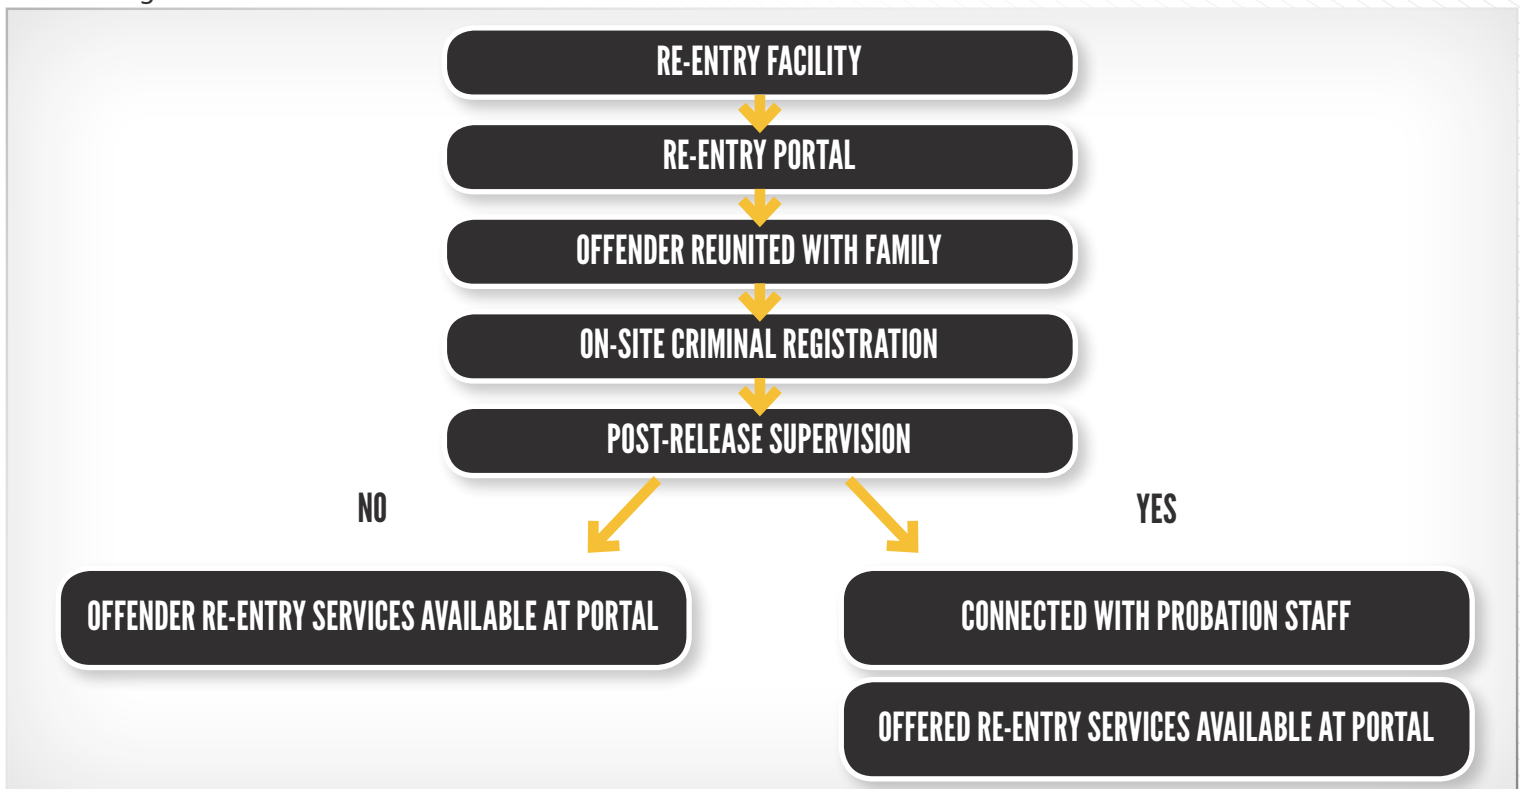 RE-ENTRY FACILITY
RE-ENTRY PORTAL
OFFENDER REUNITED WITH FAMILY
ON-SITE CRIMINAL REGISTRATION
POST-RELEASE SUPERVISION
NO
YES
OFFENDER RE-ENTRY SERVICES AVAILABLE AT PORTAL
CONNECTED WITH PROBATION STAFF
OFFERED RE-ENTRY SERVICES AVAILABLE AT PORTAL